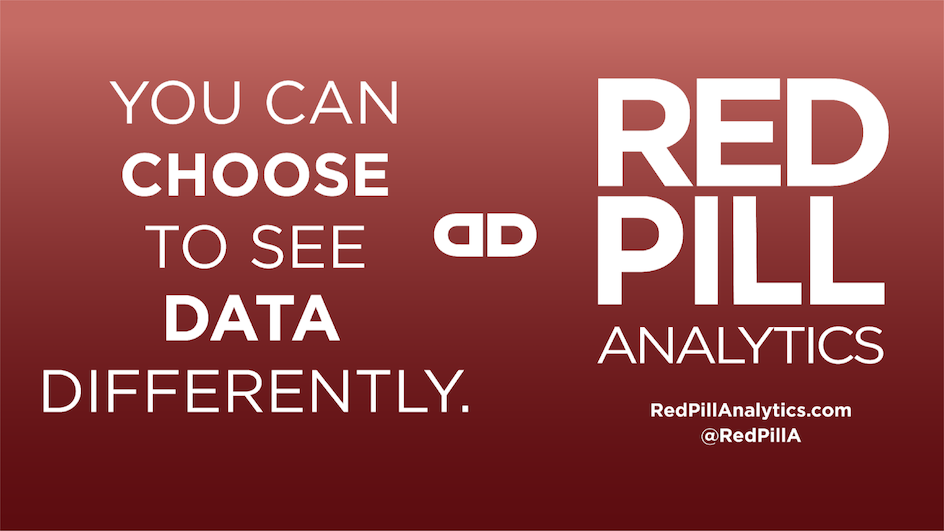 YOU CAN
CHOOSE
TO SEE
DATA
DIFFERENTLY.
RED
PILL
ANALYTICS
RedPillAnalytics.com
@RedPillA